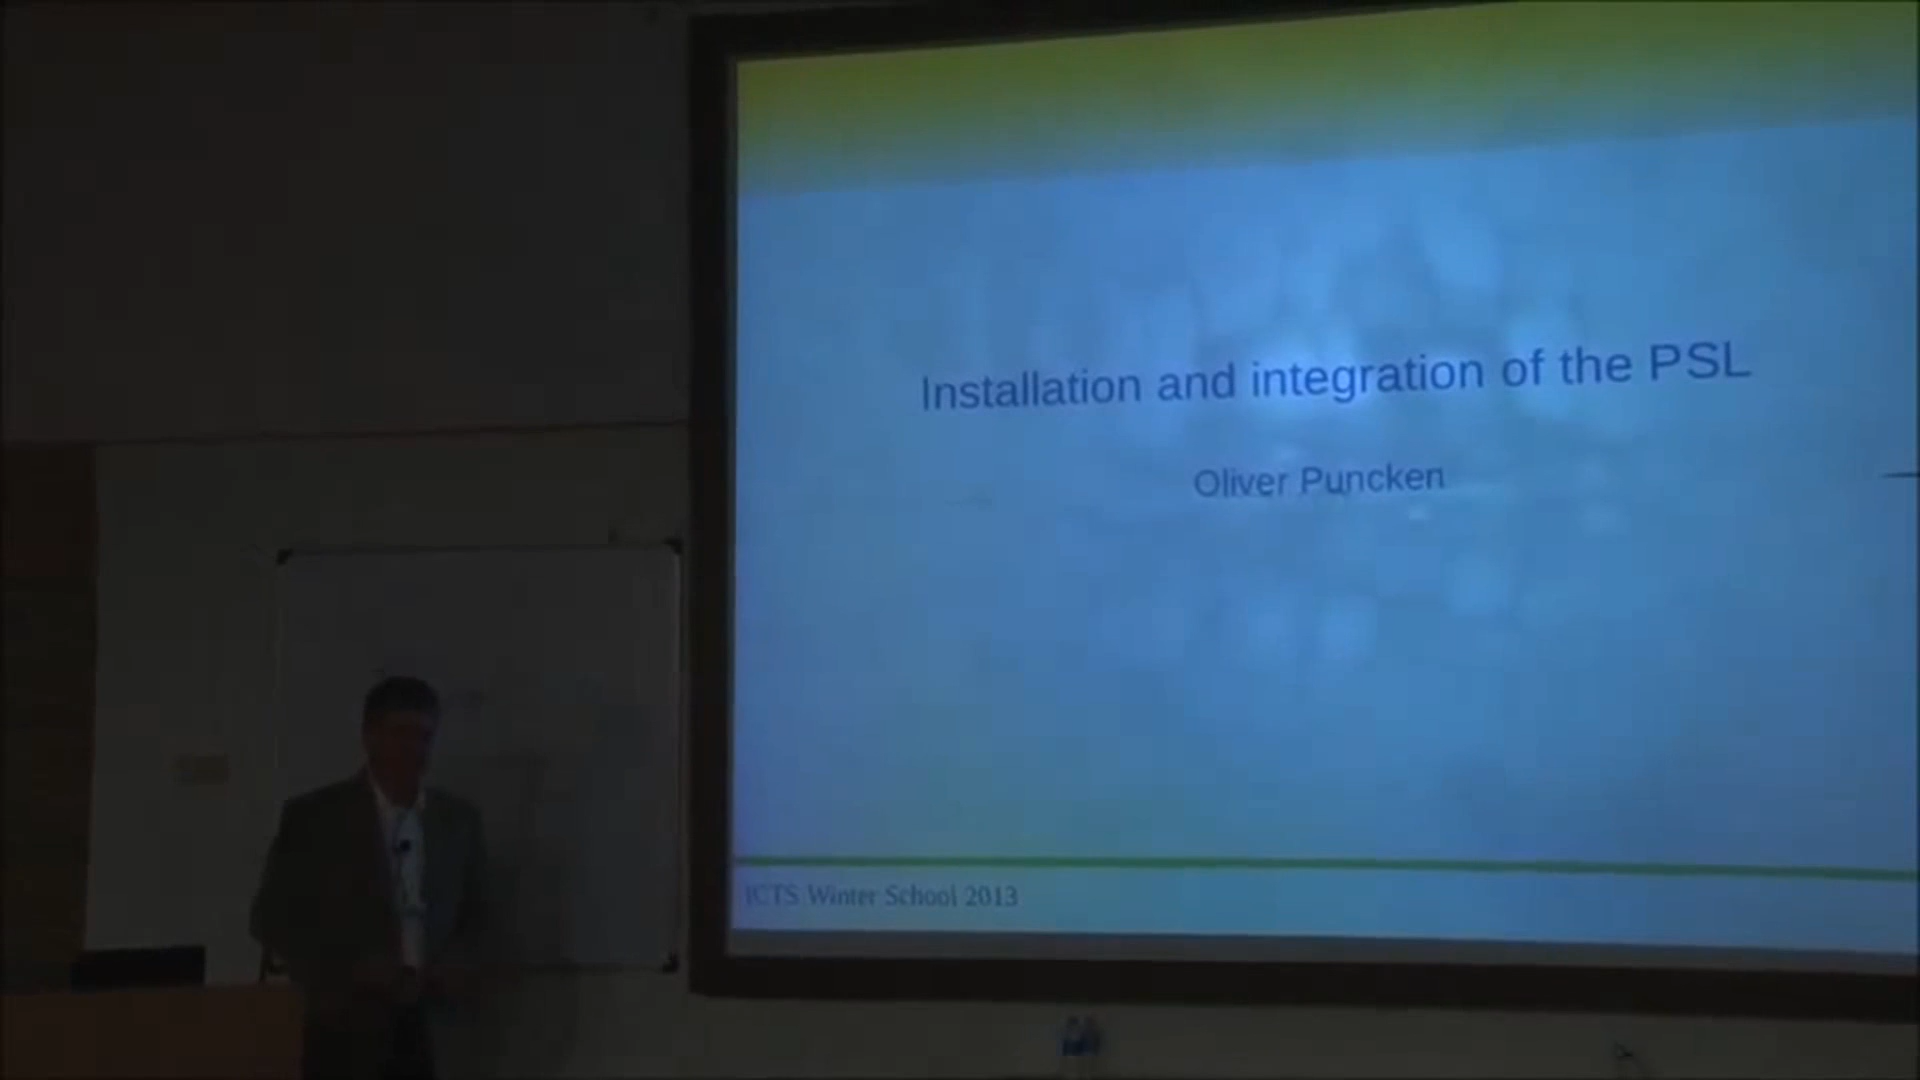 Installation and integration of the PSL
Oliver Puncken
ICTS Winter School 2013